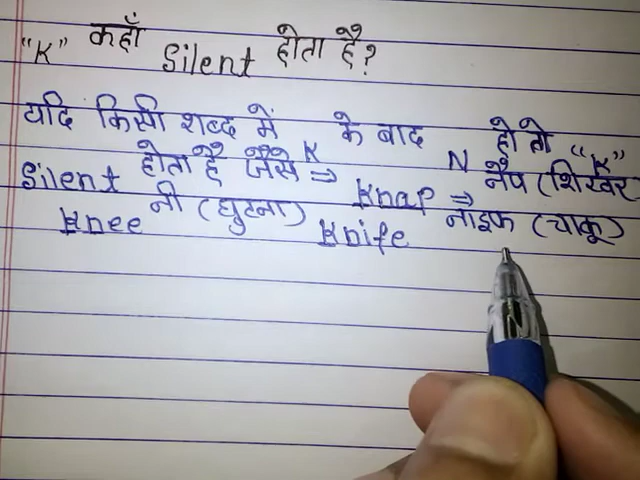 "K" कहाँ Silent होता है?
यदि किसी शब्द में K के बाद N हो तो "K"
Silent होता है जैसे ⇒ Knap ⇒ नैप (शिखर
Knee नी (घुटना) Knife नाइफ (चाकू)